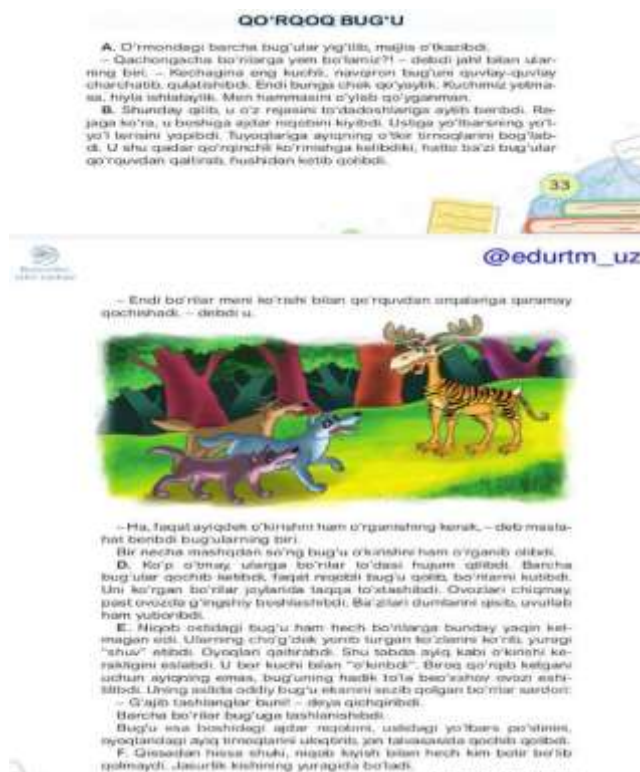 QO'RQOQ BUG'U
A. O'rmondagi barcha bug'ular yig'ilib, majlis o'tkazibdi.
– Qachongacha bo'rilarga yem bo'lamiz?! – debdi jahl bilan ular-
ning biri. – Kechagina eng kuchli, navqiron bug'uni quvlay-quvlay
charchatib, qulatishibdi. Endi bunga chek qo'yaylik. Kuchimiz yetma-
sa, hiyla ishlataylik. Men hammasini o'ylab qo'yganman.
B. Shunday qilib, u o'z rejasini to'dadoshlariga aytib beribdi. Re-
jaga ko'ra, u boshiga ajdar niqobini kiyibdi. Ustiga yo'lbarsning yo'l-
yo'l terisini yopibdi. Tuyoqlariga ayiqning o'tkir tirnoqlarini bog'lab-
di. U shu qadar qo'rqinchli ko'rinishga kelibdiki, hatto ba'zi bug'ular
qo'rquvdan qaltirab, hushidan ketib qolibdi.
33
@edurtm_uz
– Endi bo'rilar meni ko'rishi bilan qo'rquvdan orqalariga qaramay
qochishadi, – debdi u.
– Ha, faqat ayiqdek o'kirishni ham o'rganishing kerak, – deb masla-
hat beribdi bug'ularning biri.
Bir necha mashqdan so'ng bug'u o'kirishni ham o'rganib olibdi.
D. Ko'p o'tmay, ularga bo'rilar to'dasi hujum qilibdi. Barcha
bug'ular qochib ketibdi, faqat niqobli bug'u qolib, bo'rilarni kutibdi.
Uni ko'rgan bo'rilar joylarida taqqa to'xtashibdi. Ovozlari chiqmay,
past ovozda g'ingshiy boshlashibdi. Ba'zilari dumlarini qisib, uvullab
ham yuboribdi.
E. Niqob ostidagi bug'u ham hech bo'rilarga bunday yaqin kel-
magan edi. Ularning cho'g'dek yonib turgan ko'zlarini ko'rib, yuragi
"shuv" etibdi. Oyoqlari qaltirabdi. Shu tobda ayiq kabi o'kirishi ke-
rakligini eslabdi. U bor kuchi bilan "o'kiribdi". Biroq qo'rqib ketgani
uchun ayiqning emas, bug'uning hadik to'la bao'xshov ovozi eshi-
tilibdi. Uning aslida oddiy bug'u ekanini sezib qolgan bo'rilar sardori:
– G'ajib tashlanglar buni! – deya qichqiribdi.
Barcha bo'rilar bug'uga tashlanishibdi.
Bug'u esa boshidagi ajdar niqobini, ustidagi yo'lbars po'stinini,
oyoqlaridagi ayiq tirnoqlarini uloqtirib, jon talvasasida qochib qolibdi.
F. Qissadan hissa shuki, niqob kiyish bilan hech kim botir bo'lib
qolmaydi. Jasurlik kishining yuragida bo'ladi.